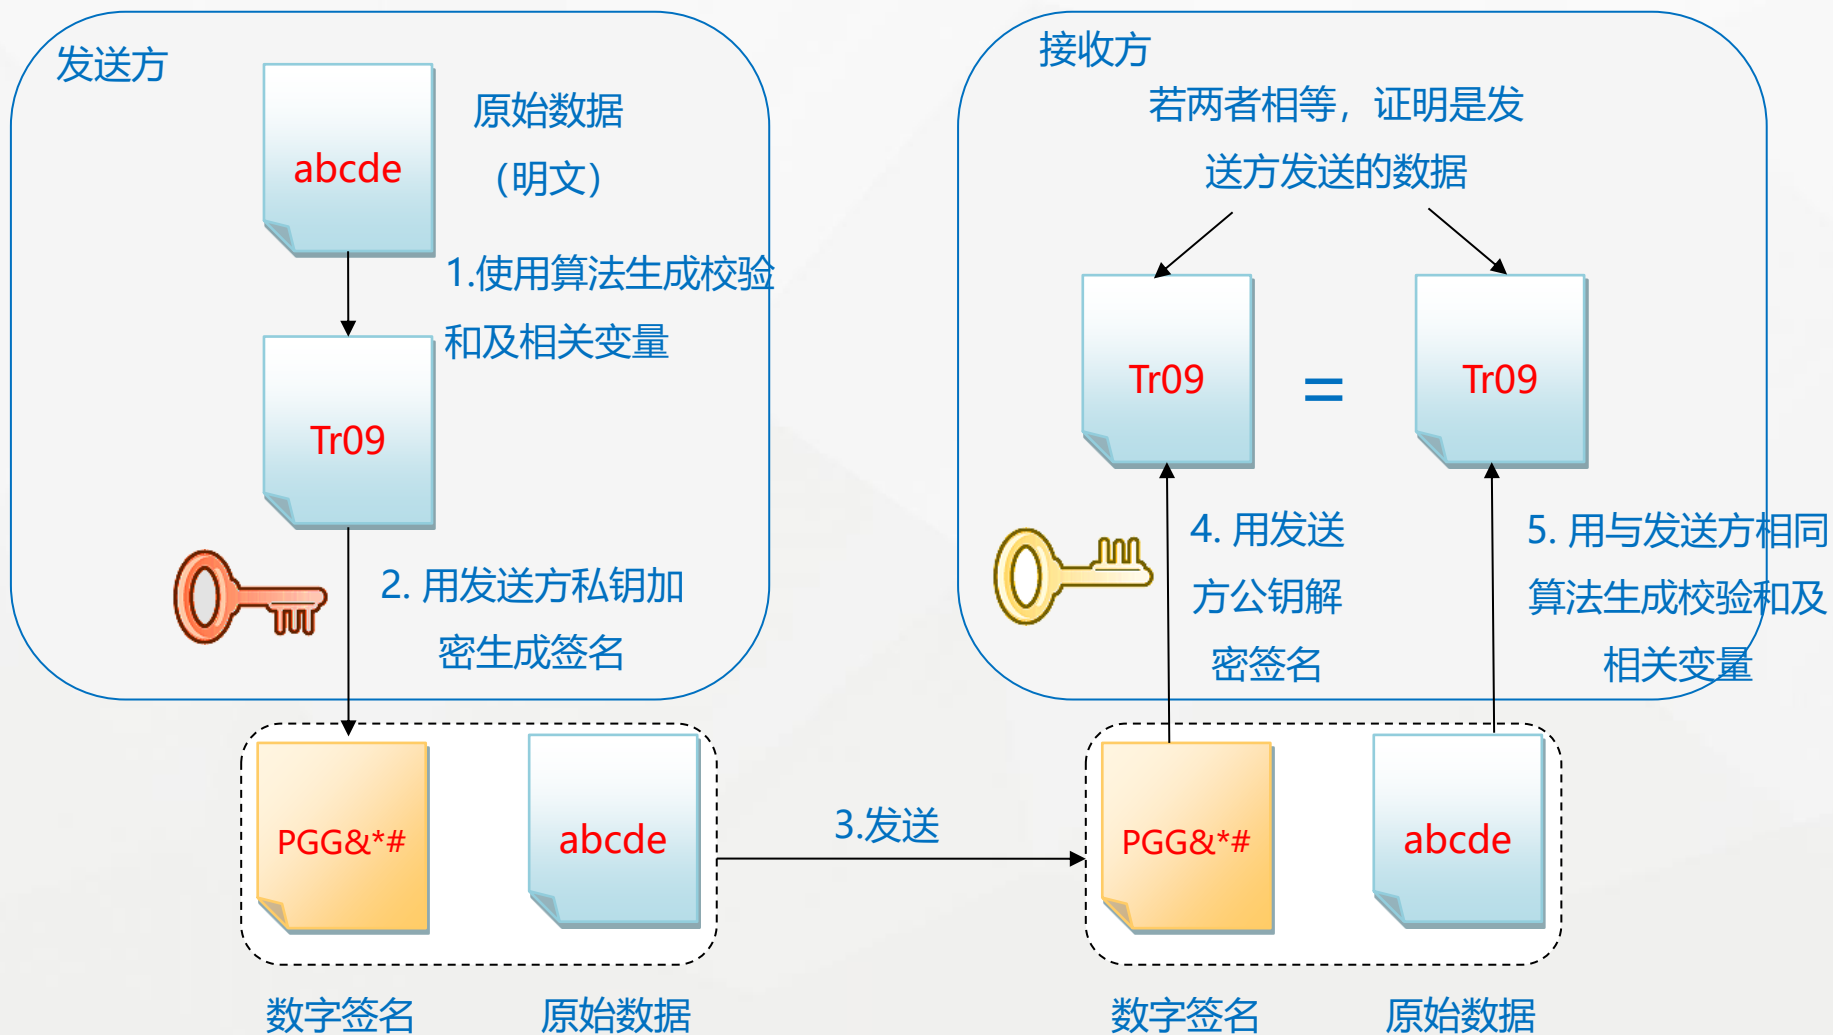 发送方
abcde
原始数据
（明文）
1.使用算法生成校验
和及相关变量
Tr09
2. 用发送方私钥加
密生成签名
PGG&*#
abcde
数字签名
原始数据
3.发送
接收方
若两者相等，证明是发
送方发送的数据
Tr09
=
Tr09
4. 用发送
方公钥解
密签名
5. 用与发送方相同
算法生成校验和及
相关变量
PGG&*#
abcde
数字签名
原始数据